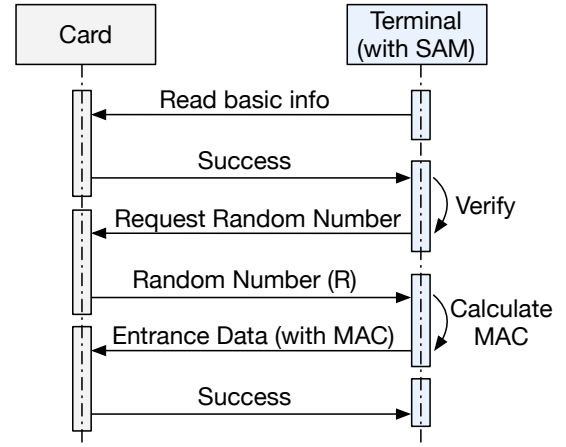 Card
Terminal
(with SAM)
Read basic info
Success
Verify
Request Random Number
Random Number (R)
Calculate
MAC
Entrance Data (with MAC)
Success